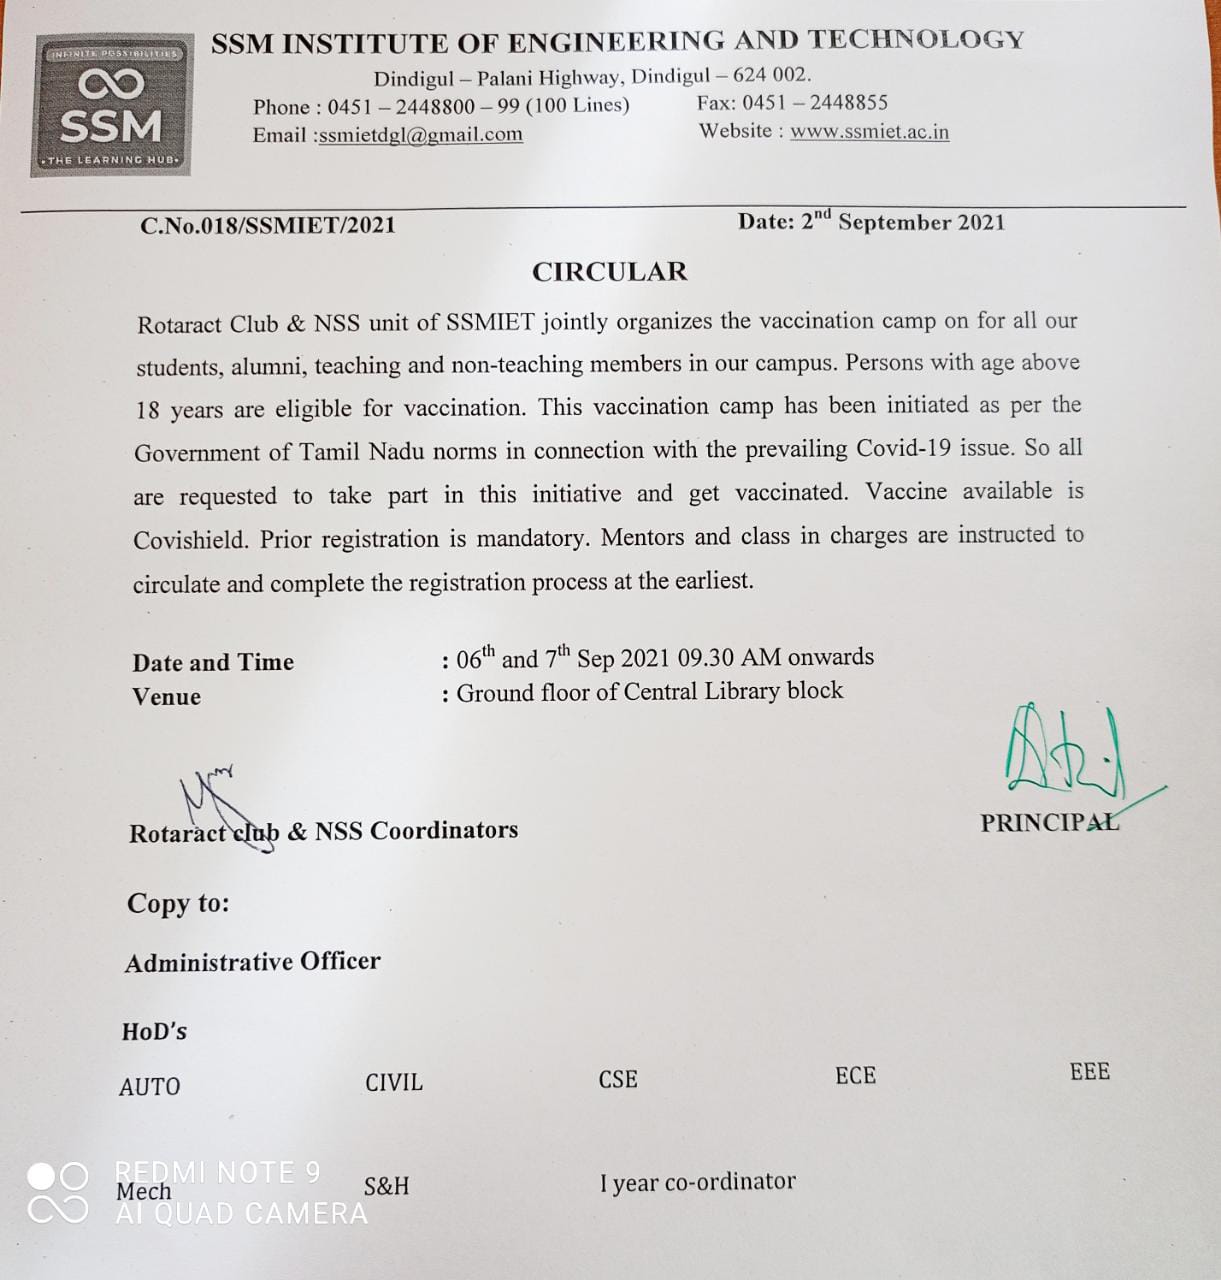 INFINITE POSSIBILITIES
SSM
•THE LEARNING HUB•
SSM INSTITUTE OF ENGINEERING AND TECHNOLOGY
Dindigul – Palani Highway, Dindigul – 624 002.
Phone : 0451 – 2448800 – 99 (100 Lines) Fax: 0451 – 2448855
Email :ssmietdgl@gmail.com Website : www.ssmiet.ac.in
C.No.018/SSMIET/2021 Date: 2nd September 2021
CIRCULAR
Rotaract Club & NSS unit of SSMIET jointly organizes the vaccination camp on for all our
students, alumni, teaching and non-teaching members in our campus. Persons with age above
18 years are eligible for vaccination. This vaccination camp has been initiated as per the
Government of Tamil Nadu norms in connection with the prevailing Covid-19 issue. So all
are requested to take part in this initiative and get vaccinated. Vaccine available is
Covishield. Prior registration is mandatory. Mentors and class in charges are instructed to
circulate and complete the registration process at the earliest.
Date and Time : 06th and 7th Sep 2021 09.30 AM onwards
Venue : Ground floor of Central Library block
Rotaract club & NSS Coordinators PRINCIPAL
Copy to:
Administrative Officer
HoD's
AUTO CIVIL CSE ECE EEE
Mech S&H I year co-ordinator
REDMI NOTE 9
AI QUAD CAMERA